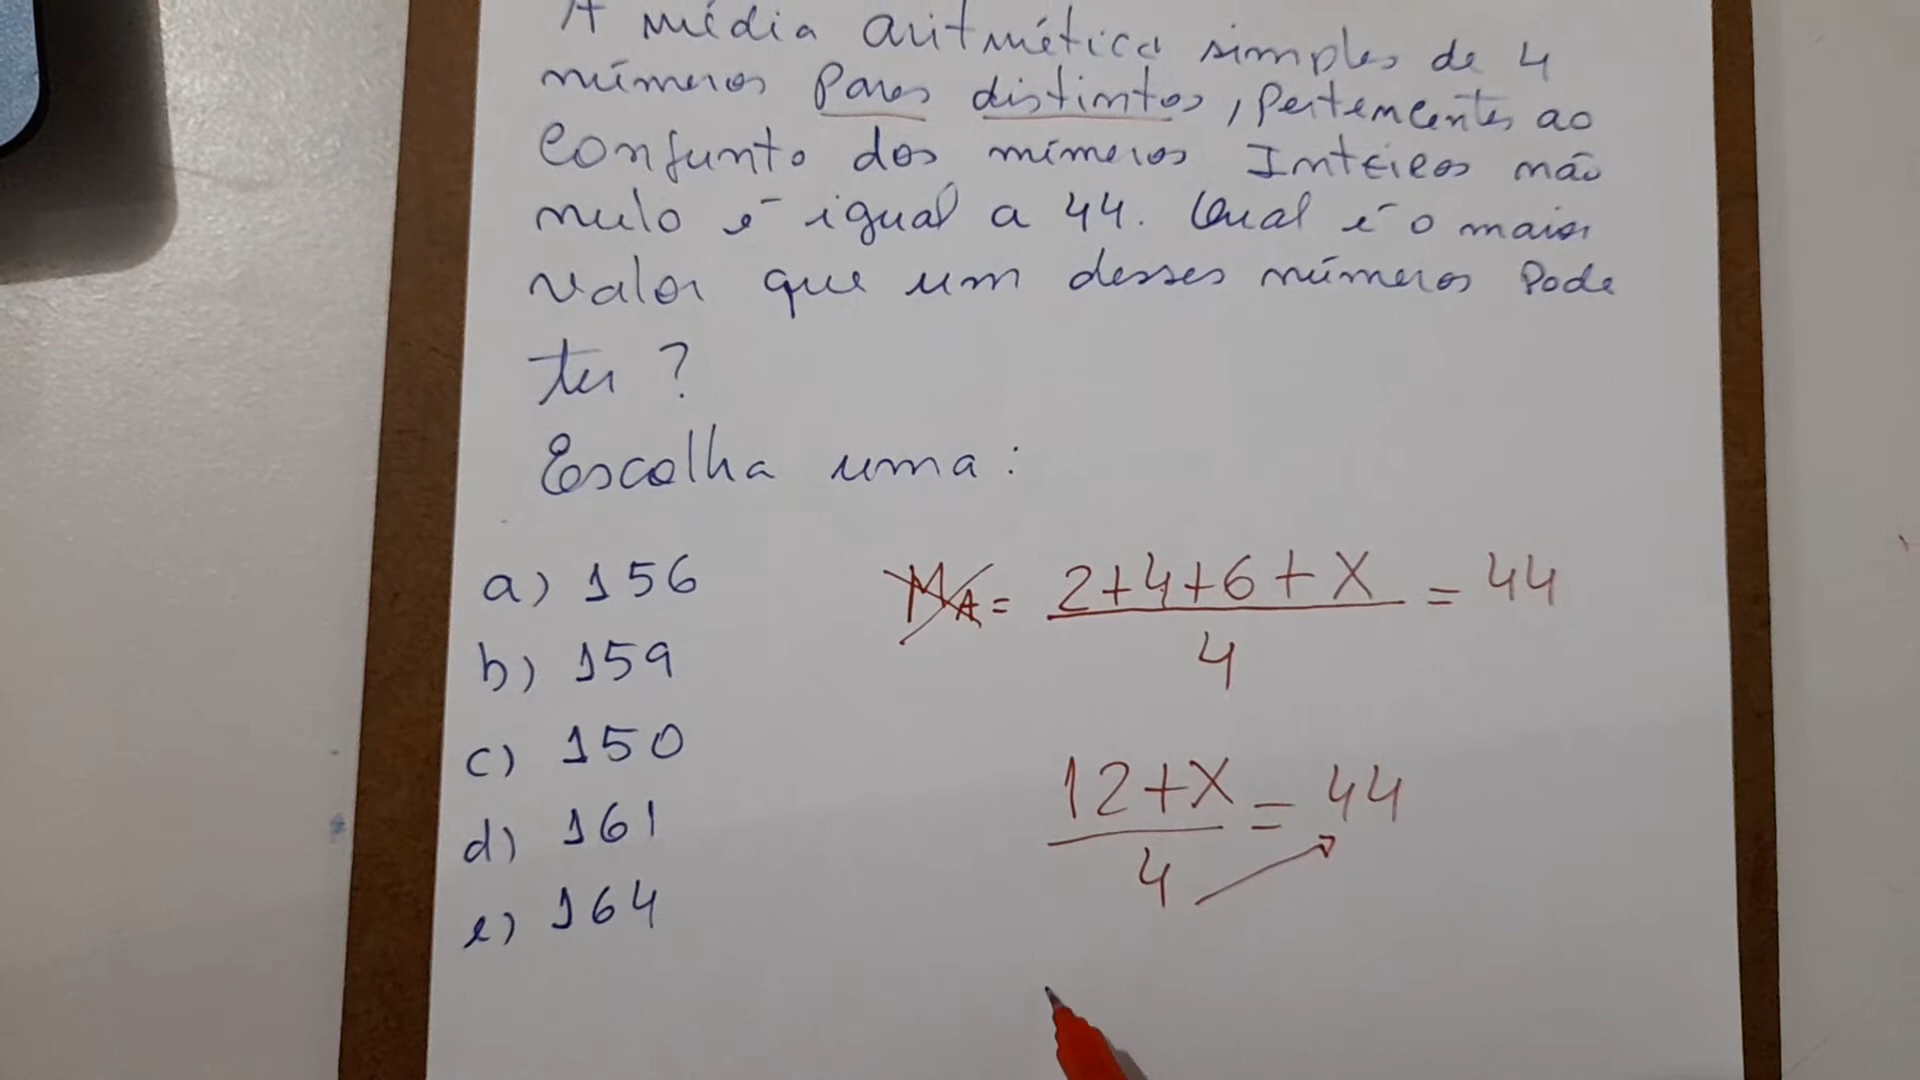 A média aritmética simples de 4
números Pares distintos, Pertencentes ao
Conjunto dos números Inteiros não
nulo é igual a 44. Qual é o maior
valor que um desses números Pode
ter ?
Escolha uma :
a) 156
b) 159
c) 150
d) 161
e) 164
MA = 2+4+6+X = 44
4
12+X = 44
4